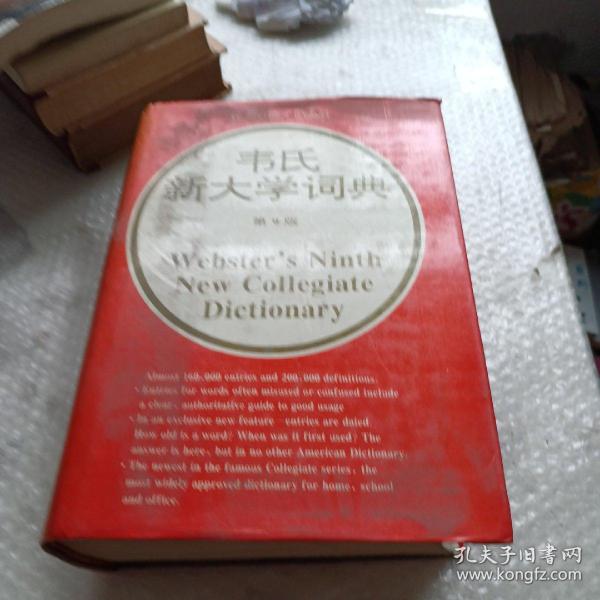 韦氏
新大学词典
第9版
Webster's Ninth
New Collegiate
Dictionary
Almost 160,000 entries and 200,000 definitions.
·Entries for words often misused or confused include
a clear, authoritative guide to good usage
·In an exclusive new feature entries are dated
How old is a word? When was it first used? The
answer is here, but in no other American Dictionary.
·The newest in the famous Collegiate series, the
most widely approved dictionary for home, school
and office.
孔夫子旧书网
www.kongfz.com